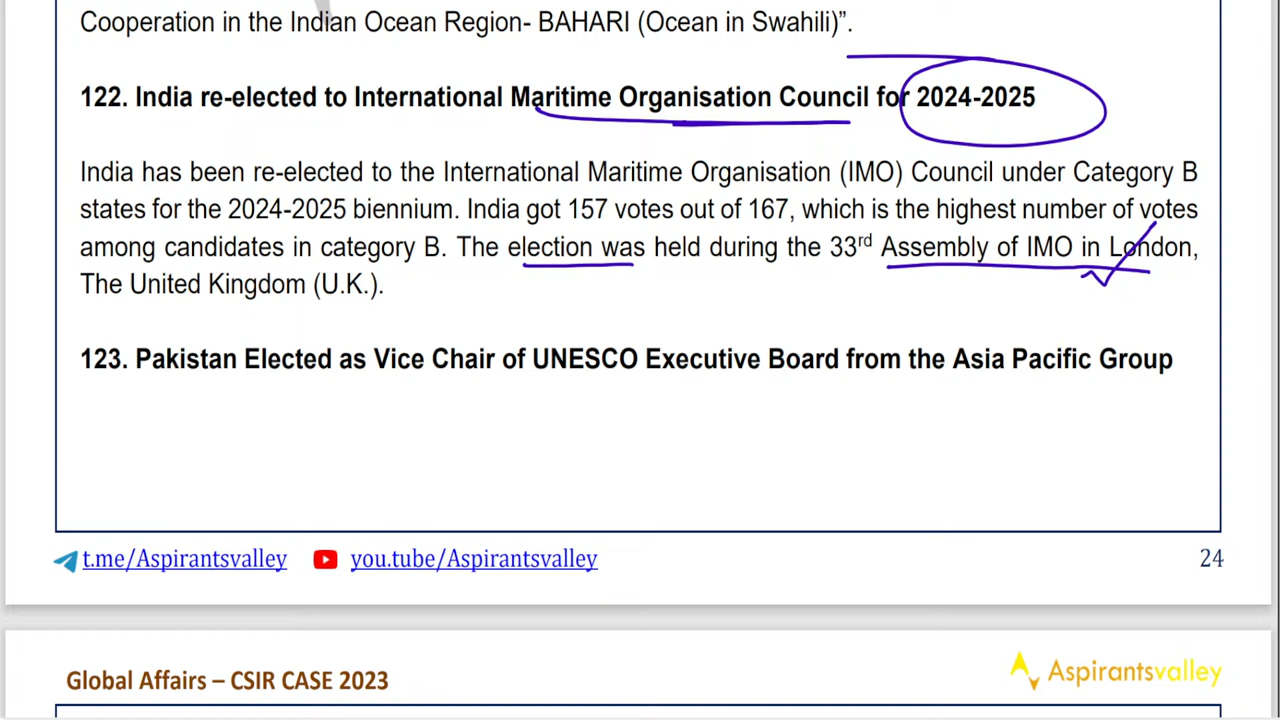 Cooperation in the Indian Ocean Region- BAHARI (Ocean in Swahili)”.
122. India re-elected to International Maritime Organisation Council for 2024-2025
India has been re-elected to the International Maritime Organisation (IMO) Council under Category B
states for the 2024-2025 biennium. India got 157 votes out of 167, which is the highest number of votes
among candidates in category B. The election was held during the 33rd Assembly of IMO in London,
The United Kingdom (U.K.).
123. Pakistan Elected as Vice Chair of UNESCO Executive Board from the Asia Pacific Group
t.me/Aspirantsvalley you.tube/Aspirantsvalley 24
Global Affairs – CSIR CASE 2023 Aspirantsvalley